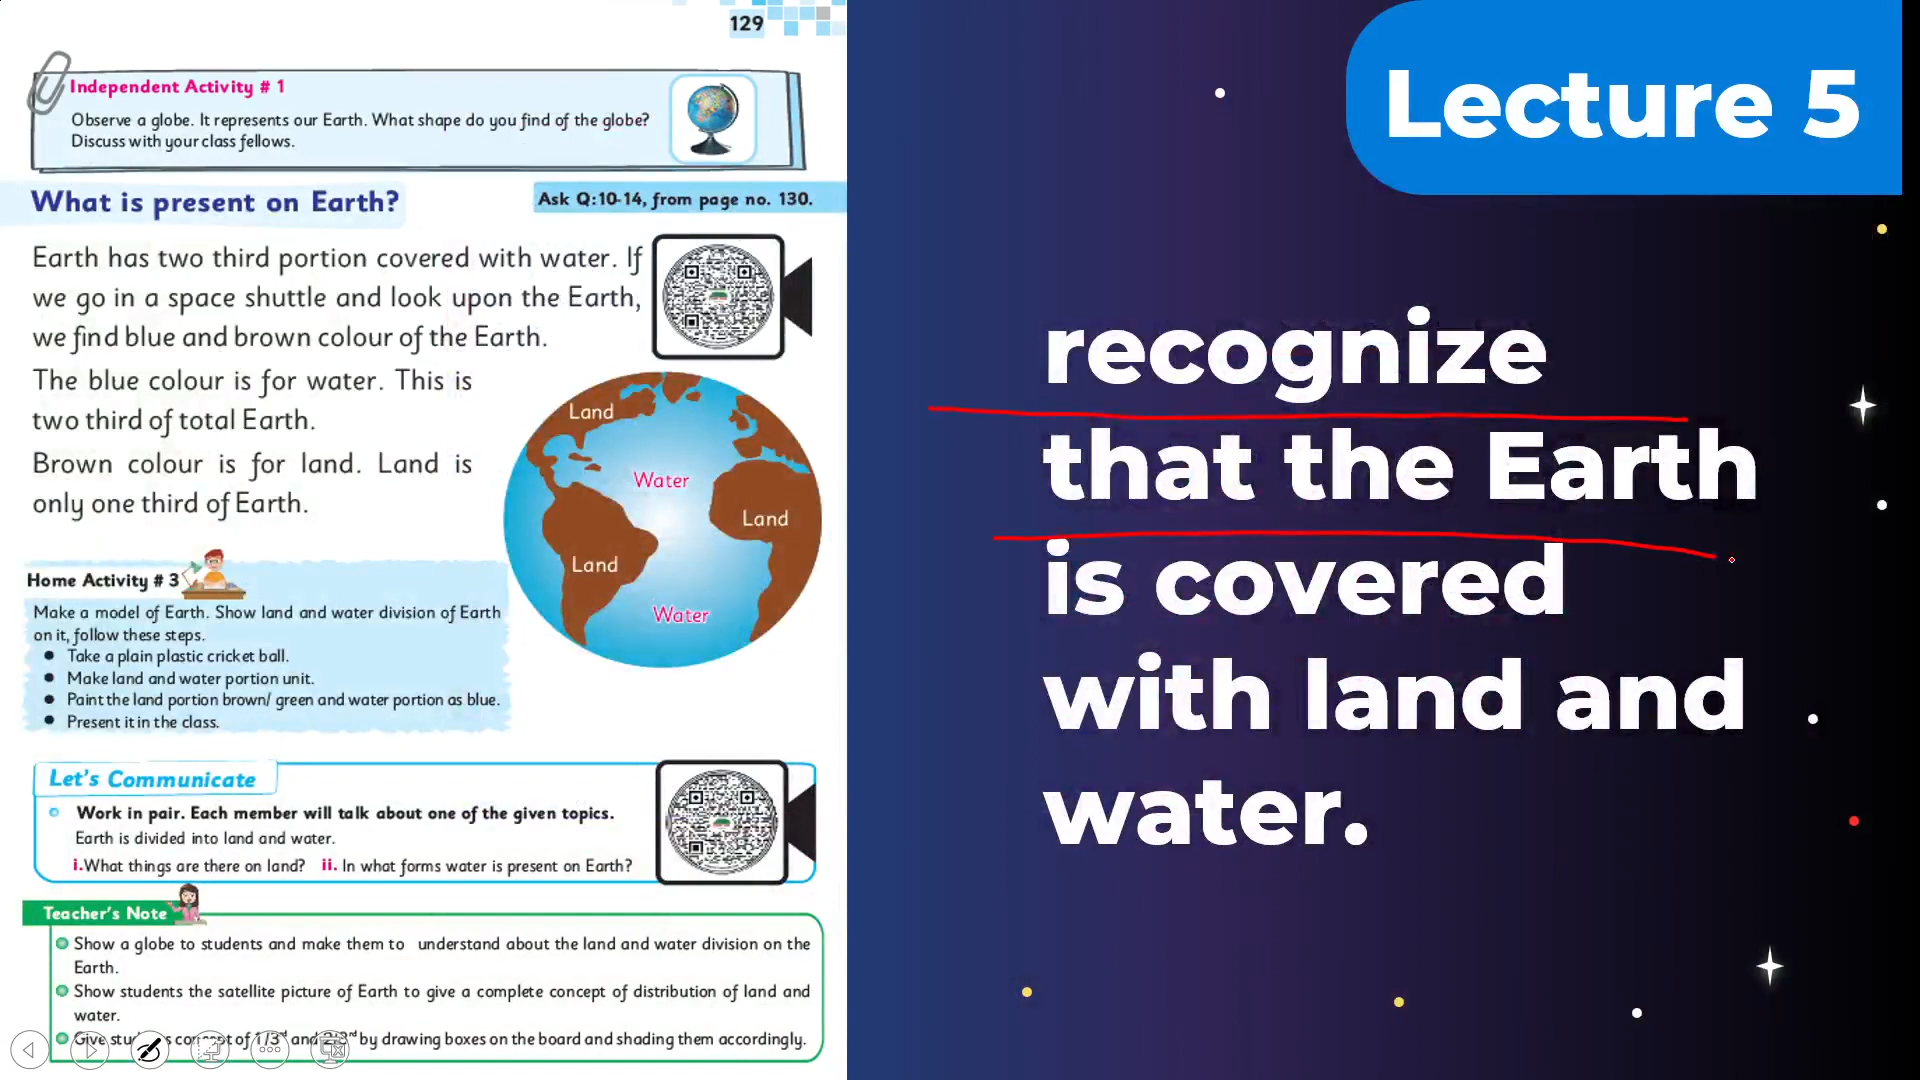 129
Independent Activity # 1
Observe a globe. It represents our Earth. What shape do you find of the globe?
Discuss with your class fellows.
What is present on Earth?
Ask Q:10-14, from page no. 130.
Earth has two third portion covered with water. If
we go in a space shuttle and look upon the Earth,
we find blue and brown colour of the Earth.
The blue colour is for water. This is
two third of total Earth.
Brown colour is for land. Land is
only one third of Earth.
Land
Water
Land
Land
Water
Home Activity # 3
Make a model of Earth. Show land and water division of Earth
on it, follow these steps.
Take a plain plastic cricket ball.
Make land and water portion unit.
Paint the land portion brown/ green and water portion as blue.
Present it in the class.
Let's Communicate
Work in pair. Each member will talk about one of the given topics.
Earth is divided into land and water.
i.What things are there on land? ii. In what forms water is present on Earth?
Teacher's Note
Show a globe to students and make them to understand about the land and water division on the
Earth.
Show students the satellite picture of Earth to give a complete concept of distribution of land and
water.
Give concept of 1/3rd and 2/3rd by drawing boxes on the board and shading them accordingly.
Lecture 5
recognize
that the Earth
is covered
with land and
water.